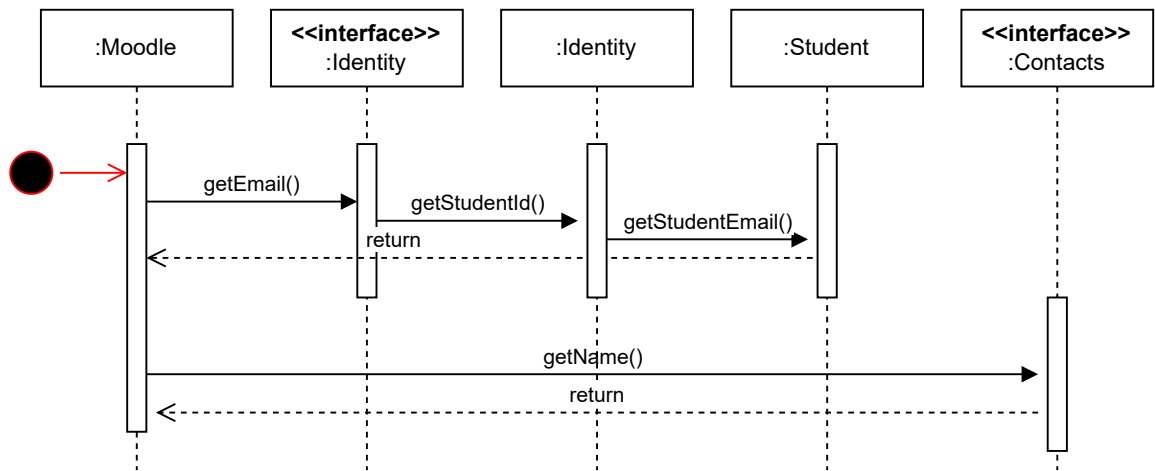 :Moodle
<<interface>>
:Identity
:Identity
:Student
<<interface>>
:Contacts
getEmail()
getStudentId()
getStudentEmail()
return
getName()
return